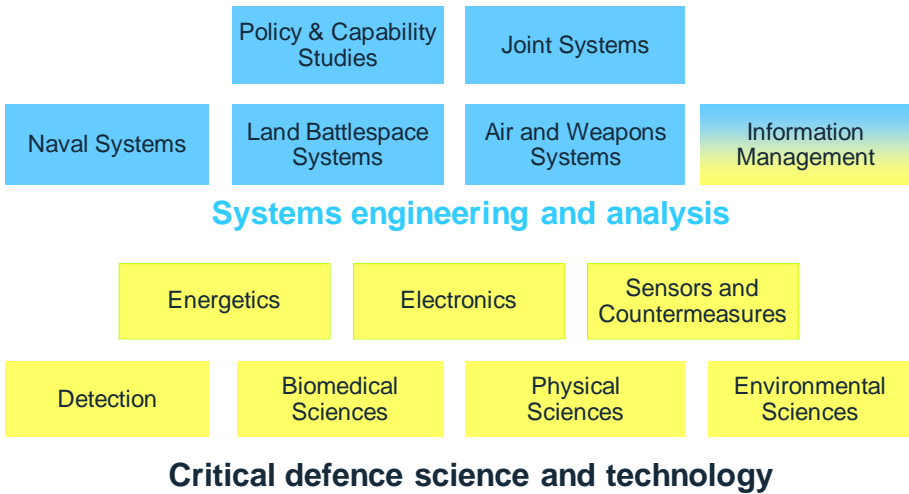 Policy & Capability
Studies
Joint Systems
Naval Systems
Land Battlespace
Systems
Air and Weapons
Systems
Information
Management
Systems engineering and analysis
Energetics
Electronics
Sensors and
Countermeasures
Detection
Biomedical
Sciences
Physical
Sciences
Environmental
Sciences
Critical defence science and technology